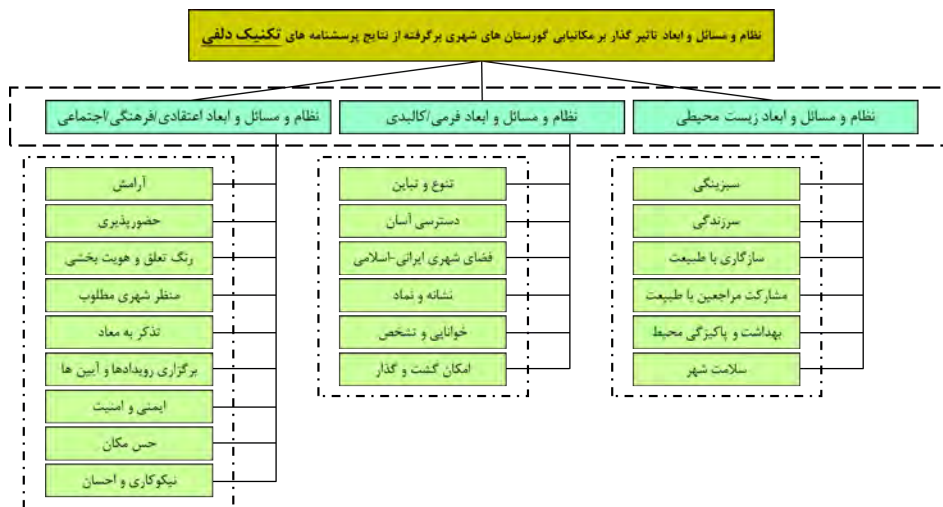 نظام و مسائل و ابعاد تاثیر گذار بر مکانیابی گورستان های شهری برگرفته از نتایج پرسشنامه های تکنیک دلفی
نظام و مسائل و ابعاد زیست محیطی
سبزینگی
سرزندگی
سازگاری با طبیعت
مشارکت مراجعین با طبیعت
بهداشت و پاکیزگی محیط
سلامت شهر
نظام و مسائل و ابعاد فرمی/کالبدی
تنوع و تباین
دسترسی آسان
فضای شهری ایرانی-اسلامی
نشانه و نماد
خوانایی و تشخص
امکان گشت و گذار
نظام و مسائل و ابعاد اعتقادی/فرهنگی/اجتماعی
آرامش
حضورپذیری
رنگ تعلق و هویت بخشی
منظر شهری مطلوب
تذکر به معاد
برگزاری رویدادها و آیین ها
ایمنی و امنیت
حس مکان
نیکوکاری و احسان